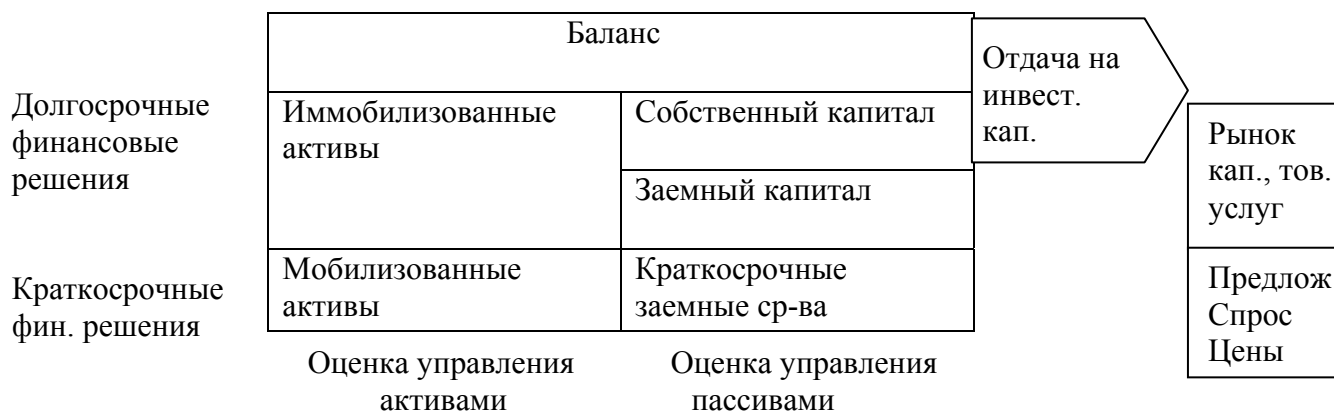 Баланс
Долгосрочные
финансовые
решения
Иммобилизованные
активы
Собственный капитал
Заемный капитал
Отдача на
инвест.
кап.
Рынок
кап., тов.
услуг
Краткосрочные
фин. решения
Мобилизованные
активы
Краткосрочные
заемные ср-ва
Предлож
Спрос
Цены
Оценка управления
активами
Оценка управления
пассивами